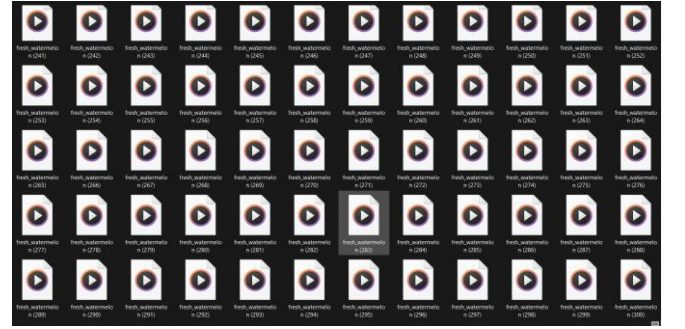 fresh_watermelo fresh_watermelo fresh_watermelo fresh_watermelo fresh_watermelo fresh_watermelo fresh_watermelo fresh_watermelo fresh_watermelo fresh_watermelo fresh_watermelo fresh_watermelo
n (241) n (242) n (243) n (244) n (245) n (246) n (247) n (248) n (249) n (250) n (251) n (252)
fresh_watermelo fresh_watermelo fresh_watermelo fresh_watermelo fresh_watermelo fresh_watermelo fresh_watermelo fresh_watermelo fresh_watermelo fresh_watermelo fresh_watermelo fresh_watermelo
n (253) n (254) n (255) n (256) n (257) n (258) n (259) n (260) n (261) n (262) n (263) n (264)
fresh_watermelo fresh_watermelo fresh_watermelo fresh_watermelo fresh_watermelo fresh_watermelo fresh_watermelo fresh_watermelo fresh_watermelo fresh_watermelo fresh_watermelo fresh_watermelo
n (265) n (266) n (267) n (268) n (269) n (270) n (271) n (272) n (273) n (274) n (275) n (276)
fresh_watermelo fresh_watermelo fresh_watermelo fresh_watermelo fresh_watermelo fresh_watermelo fresh_watermelo fresh_watermelo fresh_watermelo fresh_watermelo fresh_watermelo fresh_watermelo
n (277) n (278) n (279) n (280) n (281) n (282) n (283) n (284) n (285) n (286) n (287) n (288)
fresh_watermelo fresh_watermelo fresh_watermelo fresh_watermelo fresh_watermelo fresh_watermelo fresh_watermelo fresh_watermelo fresh_watermelo fresh_watermelo fresh_watermelo fresh_watermelo
n (289) n (290) n (291) n (292) n (293) n (294) n (295) n (296) n (297) n (298) n (299) n (300)